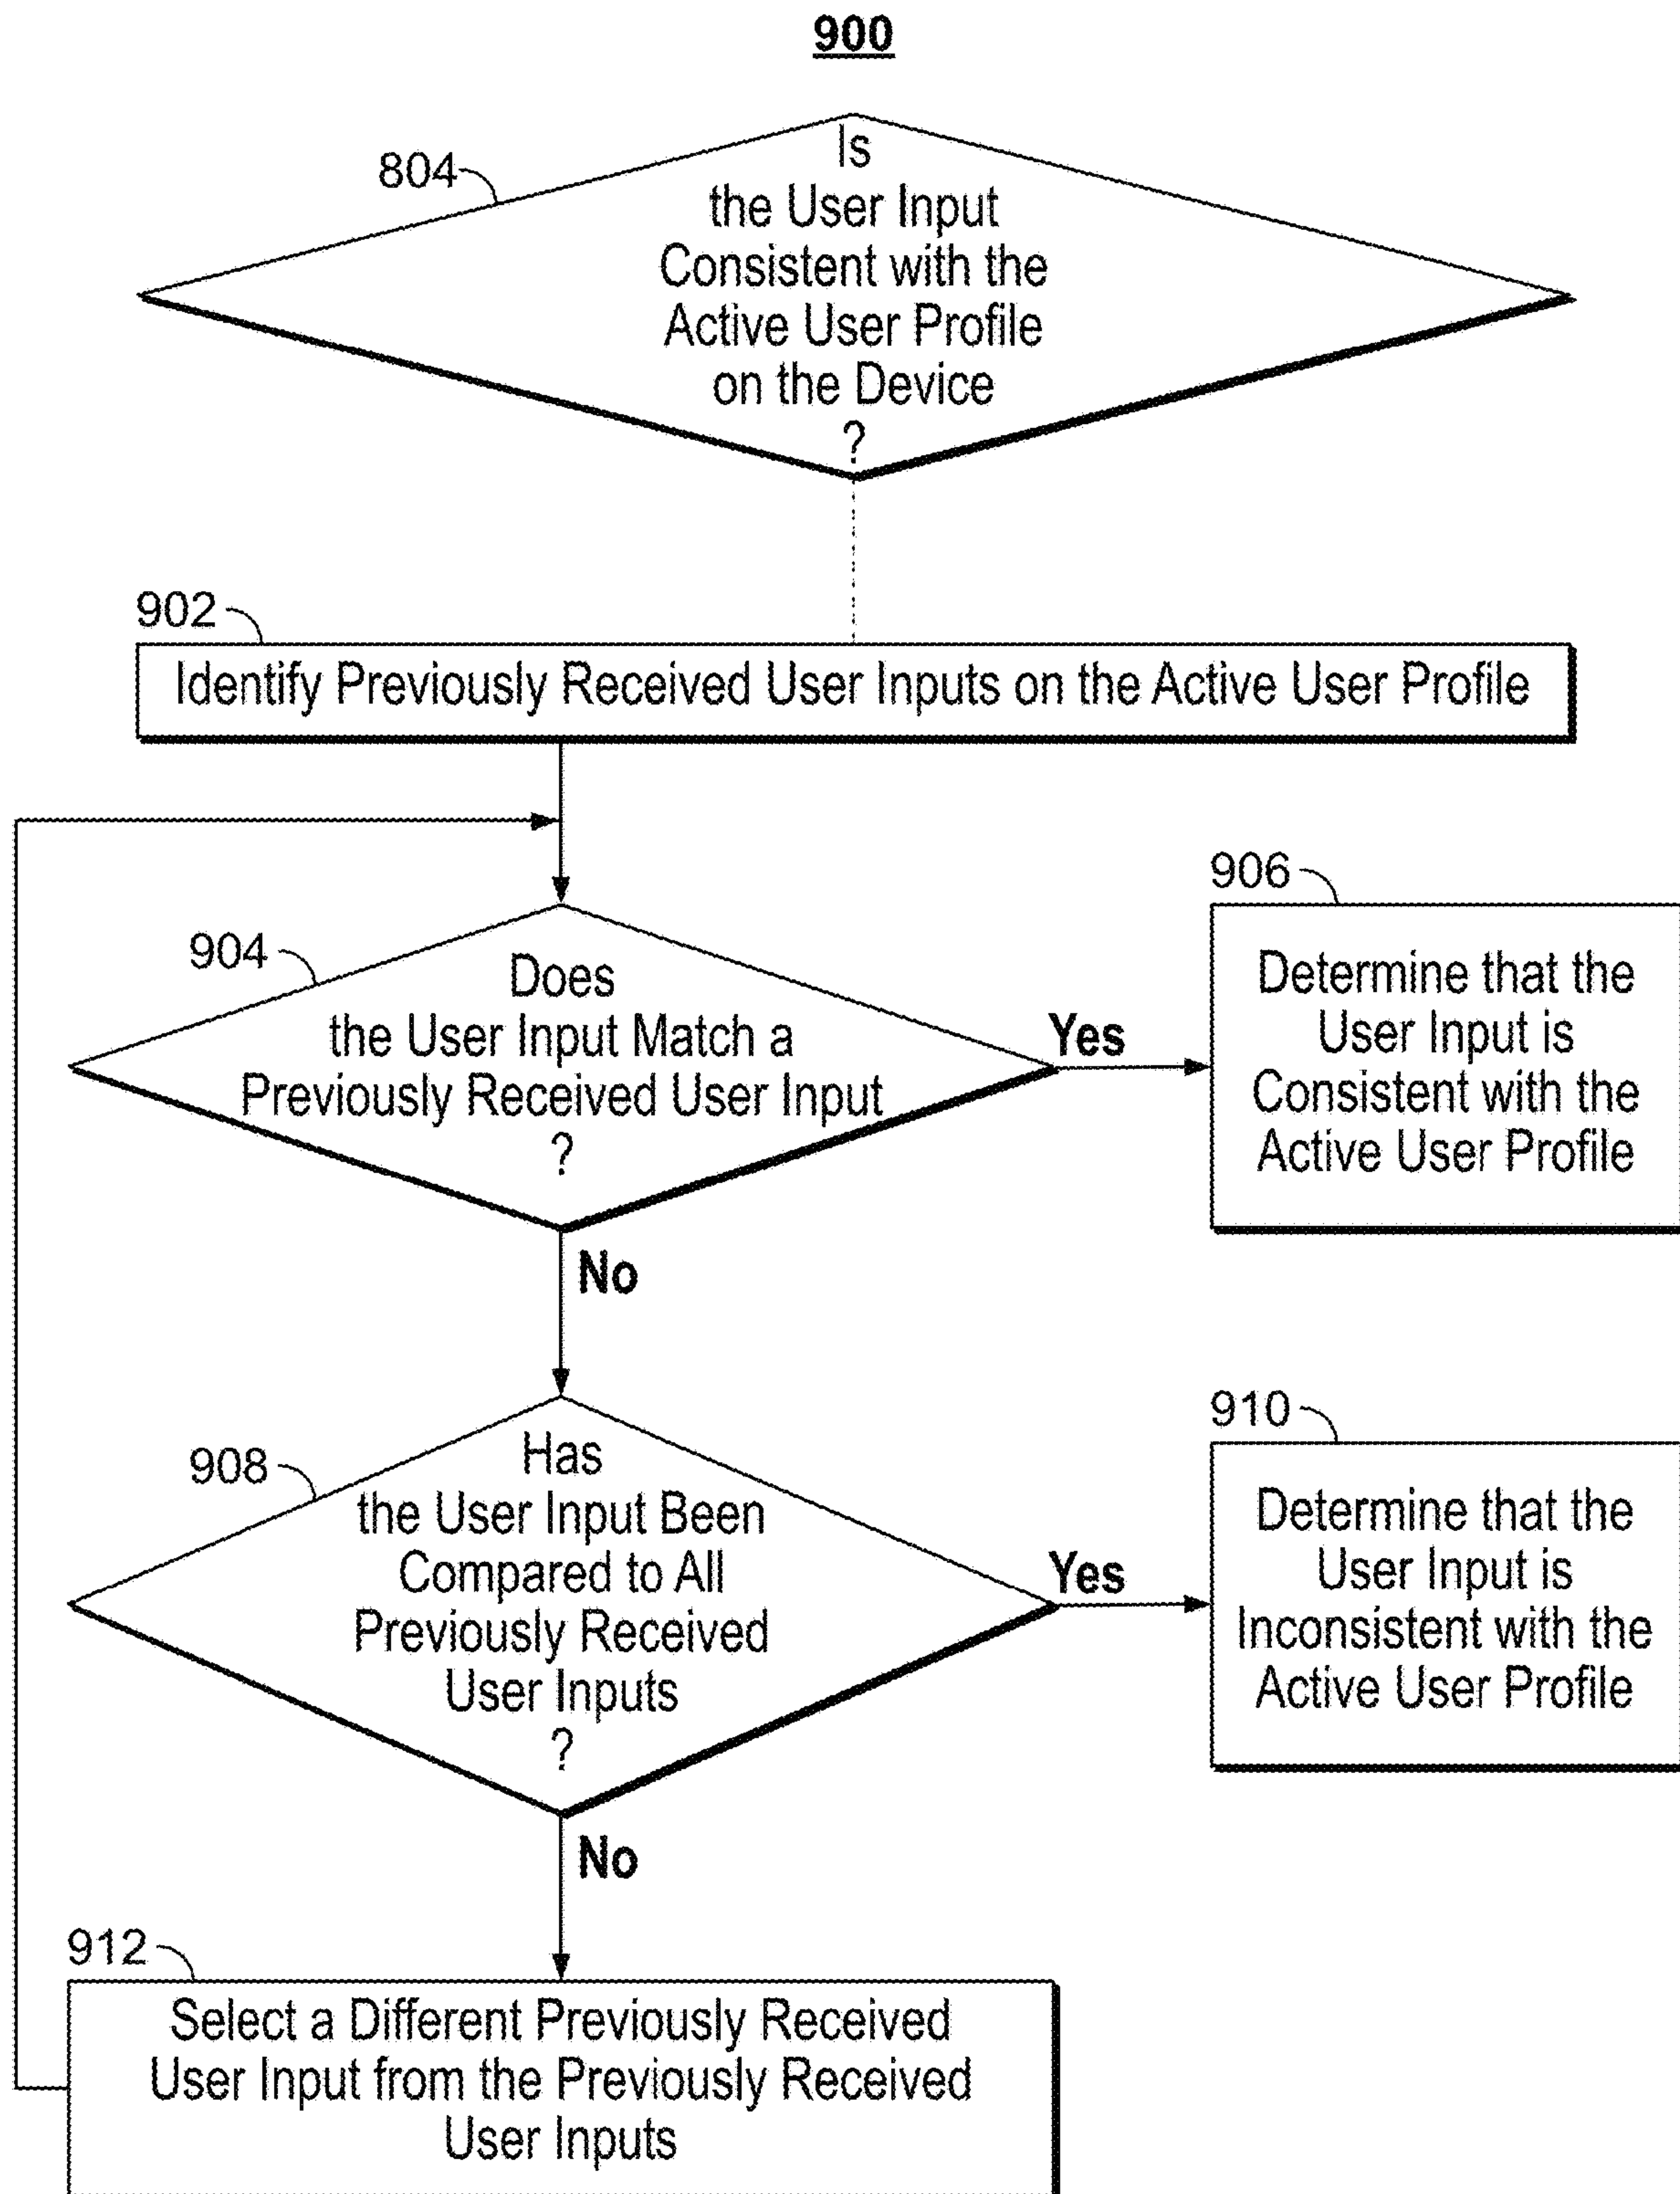 900
804
Is
the User Input
Consistent with the
Active User Profile
on the Device
?
902
Identify Previously Received User Inputs on the Active User Profile
904
Does
the User Input Match a
Previously Received User Input
?
Yes
906
Determine that the
User Input is
Consistent with the
Active User Profile
No
908
Has
the User Input Been
Compared to All
Previously Received
User Inputs
?
Yes
910
Determine that the
User Input is
Inconsistent with the
Active User Profile
No
912
Select a Different Previously Received
User Input from the Previously Received
User Inputs